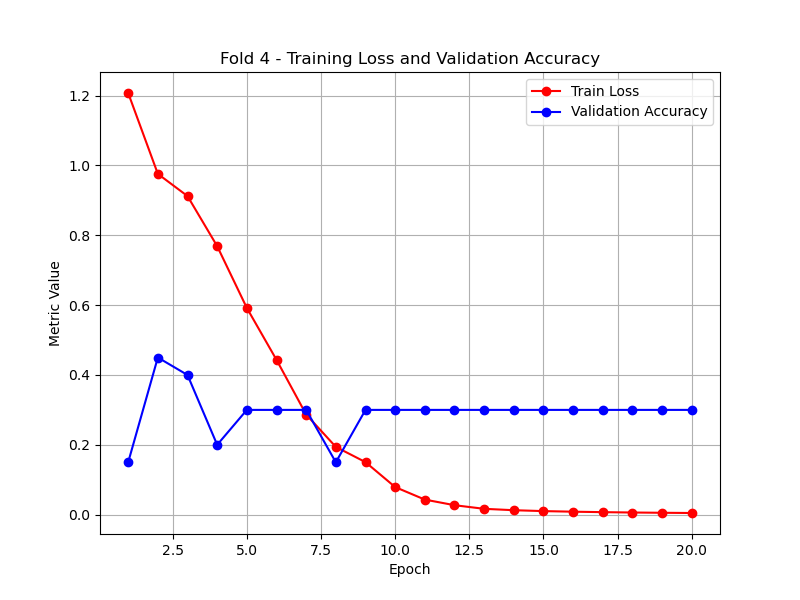 Fold 4 - Training Loss and Validation Accuracy
Train Loss
Validation Accuracy
Metric Value
1.2
1.0
0.8
0.6
0.4
0.2
0.0
2.5 5.0 7.5 10.0 12.5 15.0 17.5 20.0
Epoch